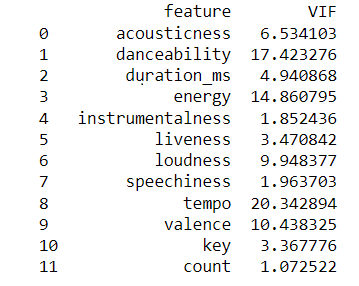 feature VIF
0 acousticness 6.534103
1 danceability 17.423276
2 duration_ms 4.940868
3 energy 14.860795
4 instrumentalness 1.852436
5 liveness 3.470842
6 loudness 9.948377
7 speechiness 1.963703
8 tempo 20.342894
9 valence 10.438325
10 key 3.367776
11 count 1.072522